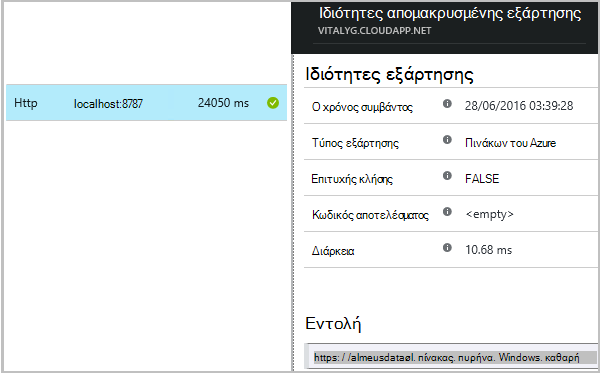 Http localhost:8787 24050 ms
Ιδιότητες απομακρυσμένης εξάρτησης
VITALYG.CLOUDAPP.NET
Ιδιότητες εξάρτησης
Ο χρόνος συμβάντος 28/06/2016 03:39:28
Τύπος εξάρτησης Πινάκων του Azure
Επιτυχής κλήσης FALSE
Κωδικός αποτελέσματος <empty>
Διάρκεια 10.68 ms
Εντολή
https: / /almeusdataøl. πίνακας. πυρήνα. Windows. καθαρή